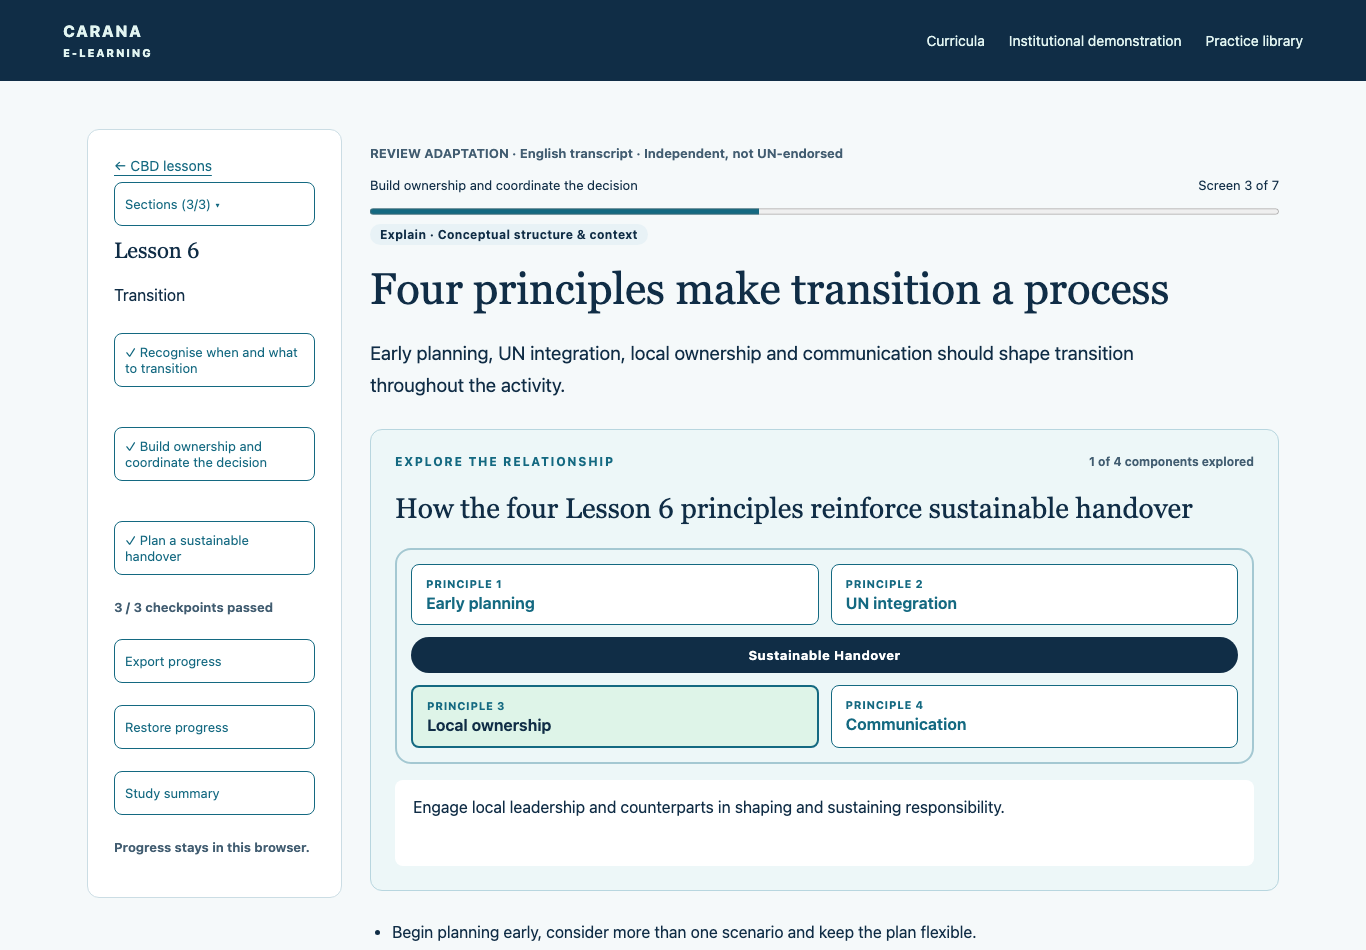 CARANA
E-LEARNING
Curricula
Institutional demonstration
Practice library
← CBD lessons
Sections (3/3) ▾
Lesson 6
Transition
✓ Recognise when and what
to transition
✓ Build ownership and
coordinate the decision
✓ Plan a sustainable
handover
3 / 3 checkpoints passed
Export progress
Restore progress
Study summary
Progress stays in this browser.
REVIEW ADAPTATION · English transcript · Independent, not UN-endorsed
Build ownership and coordinate the decision
Screen 3 of 7
Explain · Conceptual structure & context
Four principles make transition a process
Early planning, UN integration, local ownership and communication should shape transition
throughout the activity.
EXPLORE THE RELATIONSHIP
1 of 4 components explored
How the four Lesson 6 principles reinforce sustainable handover
PRINCIPLE 1
Early planning
PRINCIPLE 2
UN integration
Sustainable Handover
PRINCIPLE 3
Local ownership
PRINCIPLE 4
Communication
Engage local leadership and counterparts in shaping and sustaining responsibility.
• Begin planning early, consider more than one scenario and keep the plan flexible.